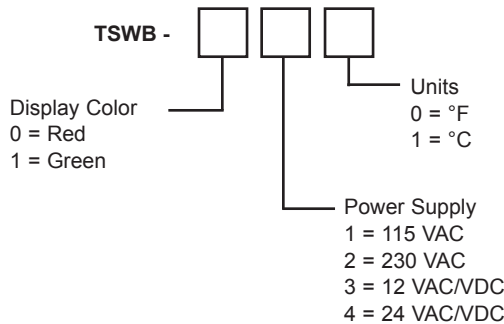 TSWB -
Display Color
0 = Red
1 = Green
Units
0 = °F
1 = °C
Power Supply
1 = 115 VAC
2 = 230 VAC
3 = 12 VAC/VDC
4 = 24 VAC/VDC